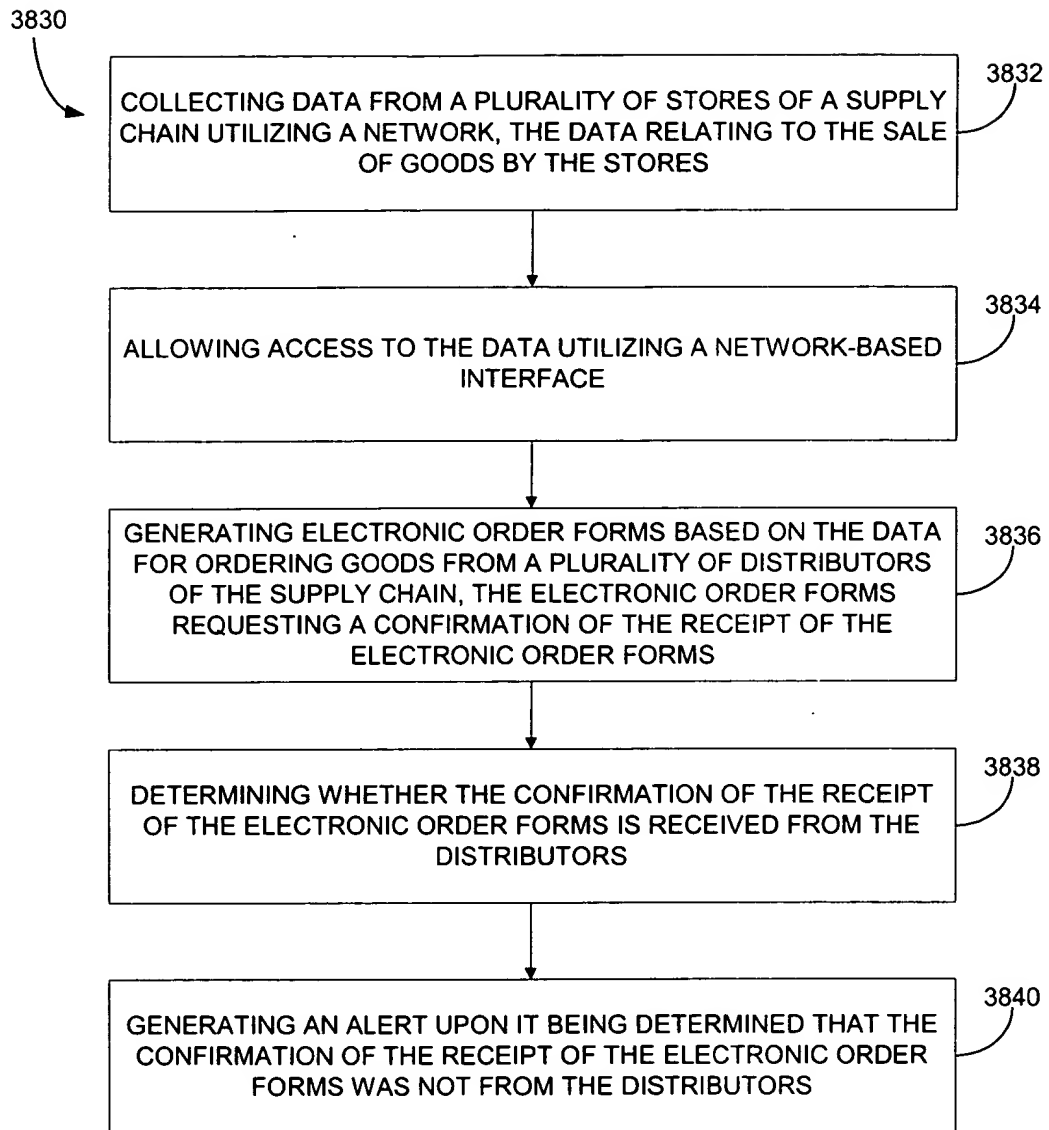 3830
3832
COLLECTING DATA FROM A PLURALITY OF STORES OF A SUPPLY
CHAIN UTILIZING A NETWORK, THE DATA RELATING TO THE SALE
OF GOODS BY THE STORES
3834
ALLOWING ACCESS TO THE DATA UTILIZING A NETWORK-BASED
INTERFACE
3836
GENERATING ELECTRONIC ORDER FORMS BASED ON THE DATA
FOR ORDERING GOODS FROM A PLURALITY OF DISTRIBUTORS
OF THE SUPPLY CHAIN, THE ELECTRONIC ORDER FORMS
REQUESTING A CONFIRMATION OF THE RECEIPT OF THE
ELECTRONIC ORDER FORMS
3838
DETERMINING WHETHER THE CONFIRMATION OF THE RECEIPT
OF THE ELECTRONIC ORDER FORMS IS RECEIVED FROM THE
DISTRIBUTORS
3840
GENERATING AN ALERT UPON IT BEING DETERMINED THAT THE
CONFIRMATION OF THE RECEIPT OF THE ELECTRONIC ORDER
FORMS WAS NOT FROM THE DISTRIBUTORS